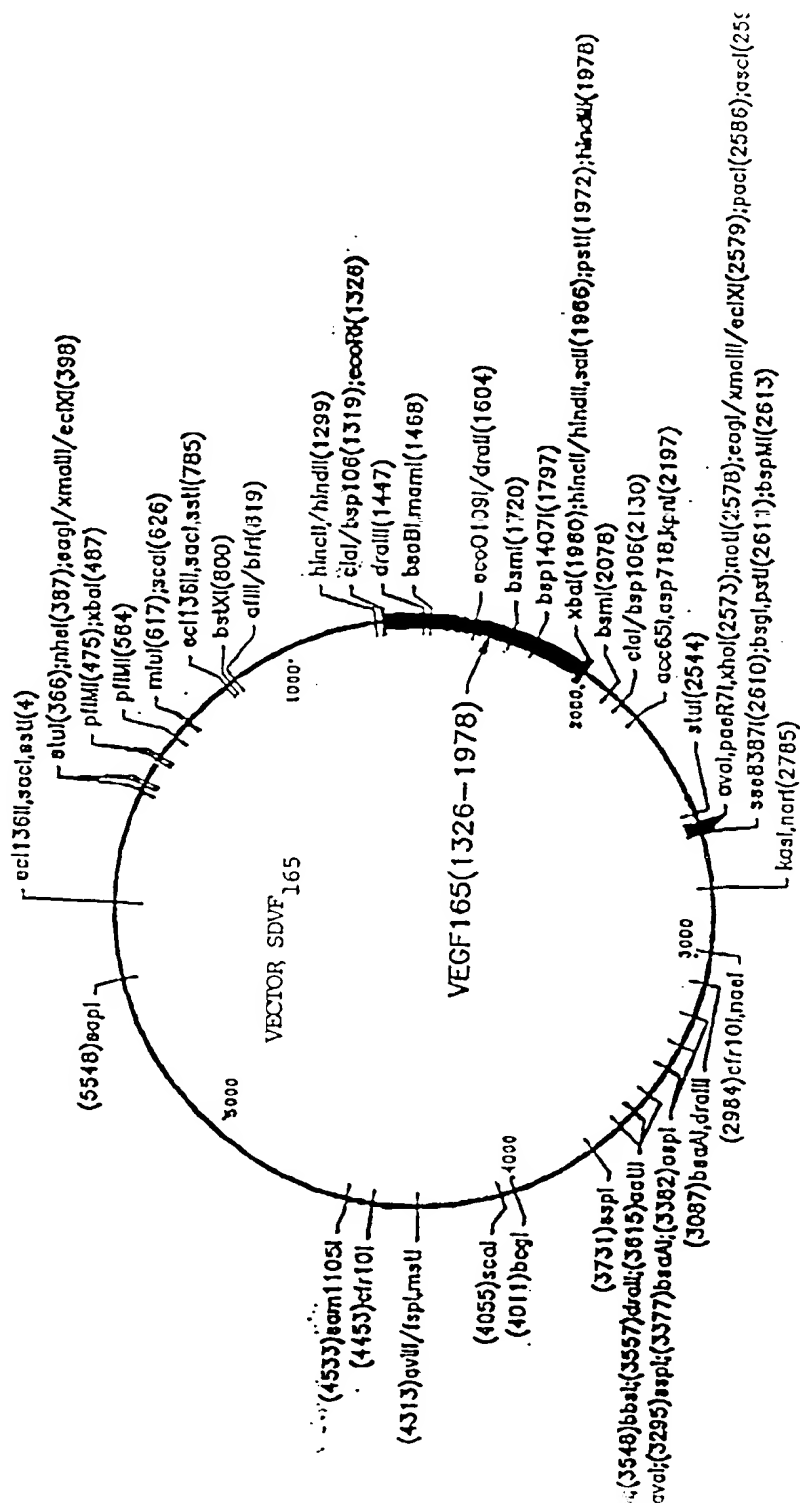 ecl136II,sacI,sstI(4)
stuI(366);nheI(387);eagI/xmaIII/eclXI(398)
pflMI(475);xbaI(487)
pflMI(584)
mluI(617);scaI(626)
ecl136II,sacI,sstI(785)
bstXI(800)
aflII/bfrI(819)
1000
hincII/hindII(1299)
claI/bsp106(1319);ecoRI(1326)
draIII(1447)
bsaBI,mamI(1468)
eco0109I/draII(1604)
bsmI(1720)
bsp1407I(1797)
xbaI(1980);hincII/hindII,salI(1966);pstI(1972);hindIII(1978)
2000
bsmI(2078)
claI/bsp106(2130)
acc65I,asp718,kpnI(2197)
stuI(2544)
avaI,paeR7I,xhoI(2573);notI(2578);eagI/xmaIII/eclXI(2579);pacI(2586);ascI(
sse8387I(2610);bsgI,pstI(2611);bspMI(2613)
kasI,narI(2785)
VECTOR SDVF165
VEGF165(1326-1978)
3000
(2984)cfr10I,naeI
(3087)bsaAI,draIII
avaI;(3295)sspI;(3377)bsaAI;(3382)
(3548)bbsI;(3557)draII;(3615)aatII
(3731)sspI
4000
(4011)bcgI
(4055)scaI
(4313)aviII/fspI,mstI
(4453)cfr10I
(4533)eam1105I
5000
(5548)sapI